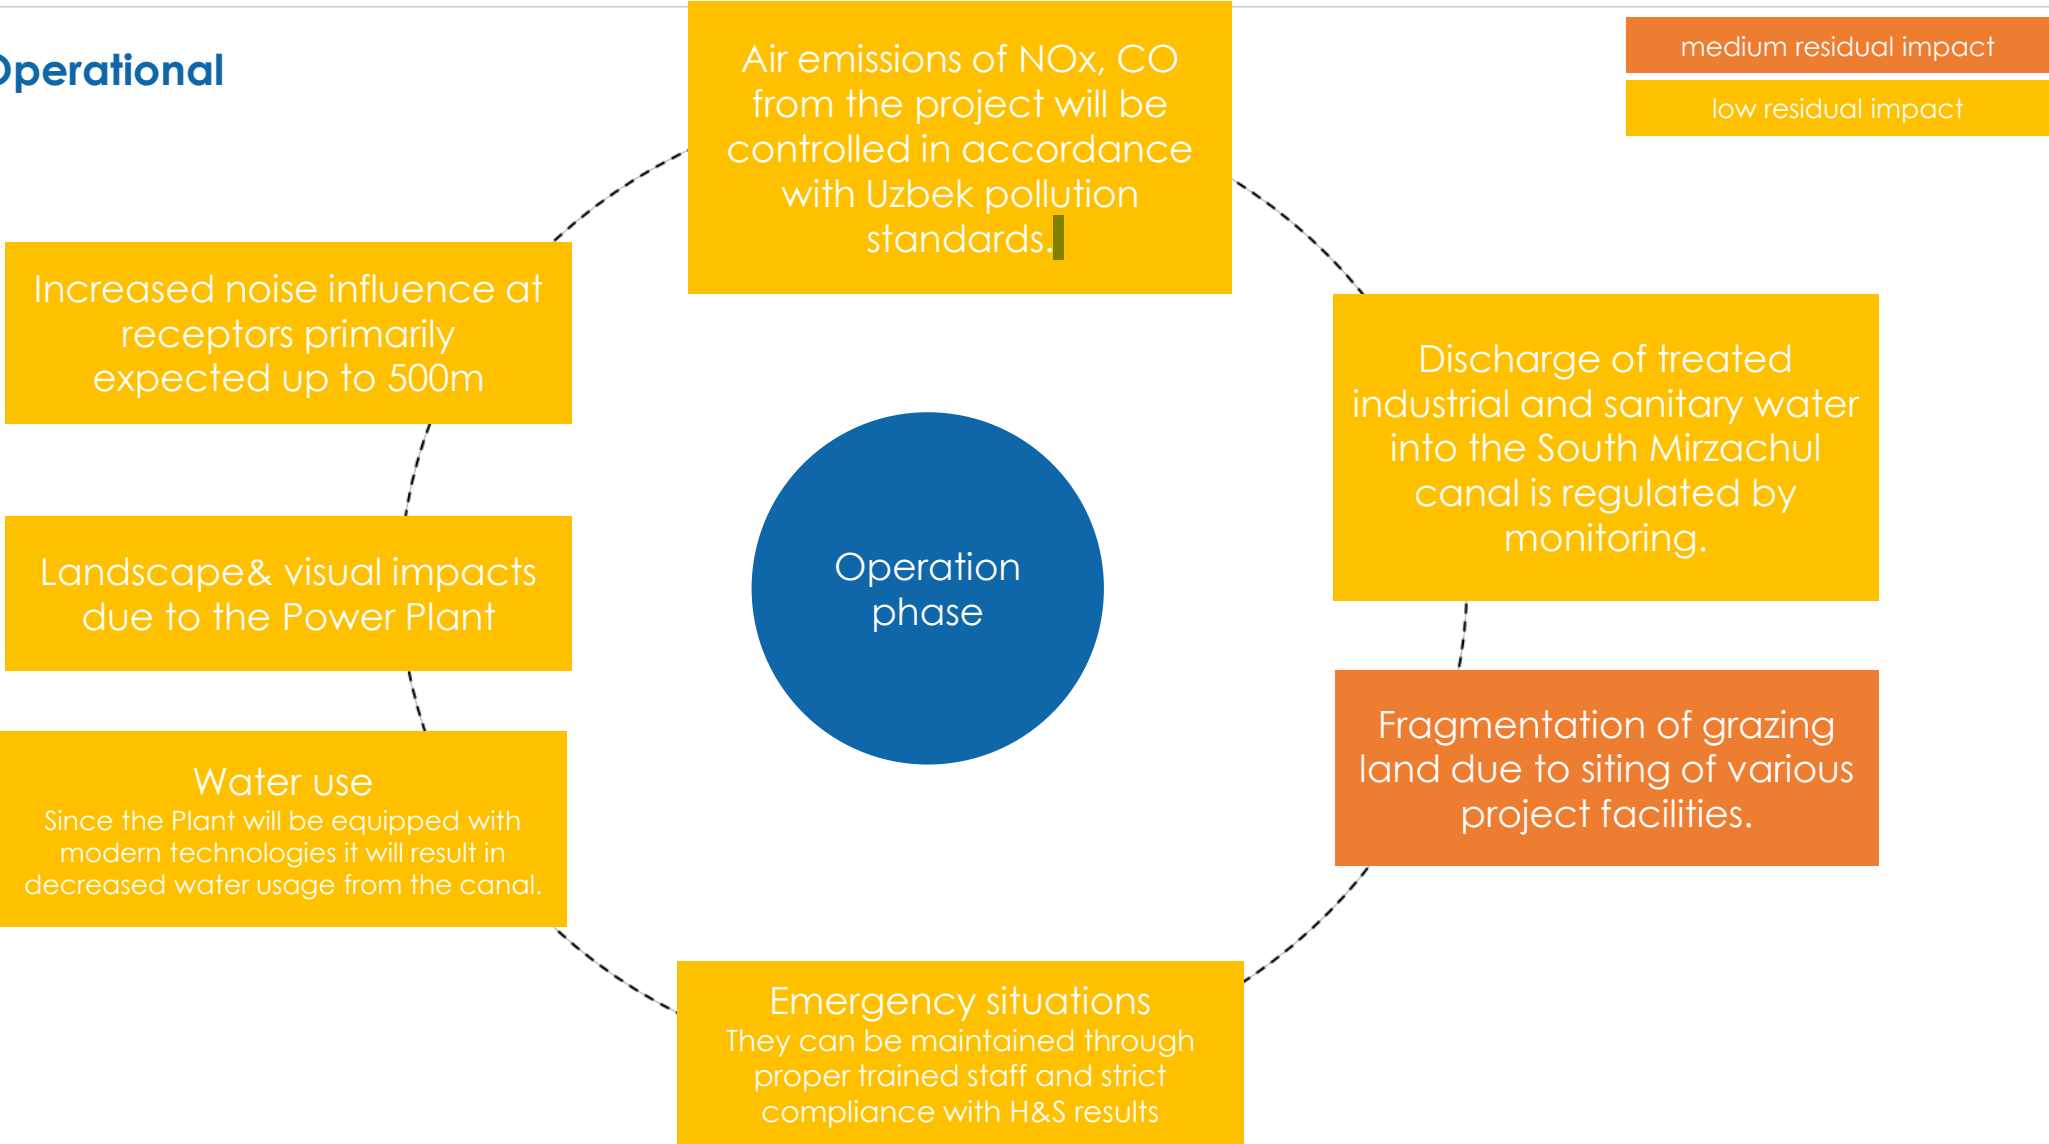 Operational
medium residual impact
low residual impact
Air emissions of NOx, CO
from the project will be
controlled in accordance
with Uzbek pollution
standards.
Increased noise influence at
receptors primarily
expected up to 500m
Discharge of treated
industrial and sanitary water
into the South Mirzachul
canal is regulated by
monitoring.
Landscape& visual impacts
due to the Power Plant
Operation
phase
Fragmentation of grazing
land due to siting of various
project facilities.
Water use
Since the Plant will be equipped with
modern technologies it will result in
decreased water usage from the canal.
Emergency situations
They can be maintained through
proper trained staff and strict
compliance with H&S results